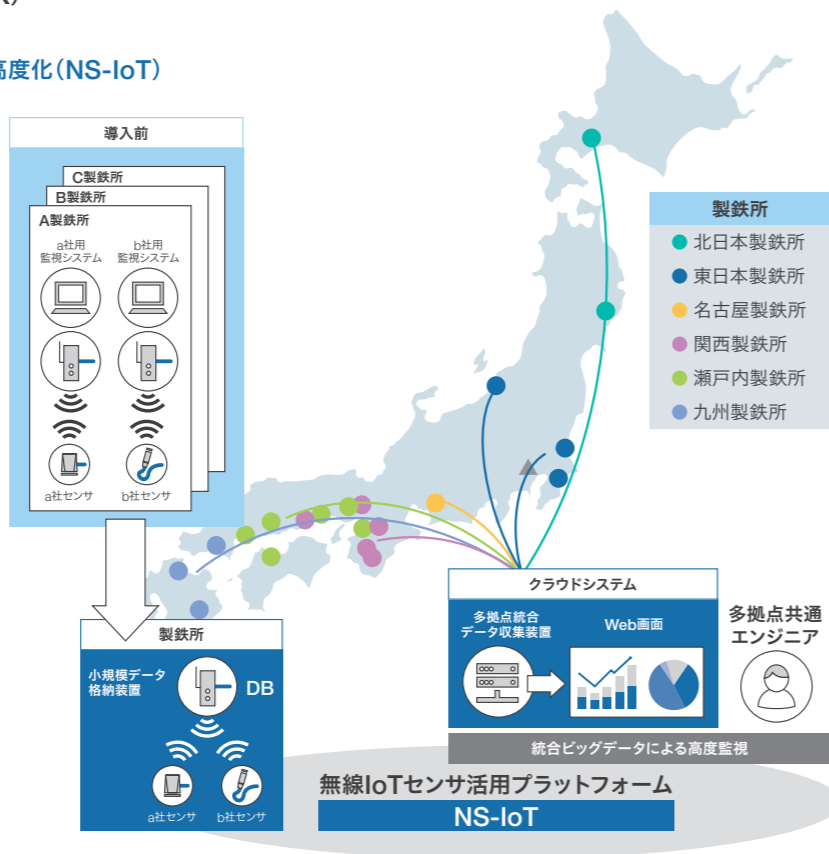 高度化（NS-IoT）
導入前
C製鉄所
B製鉄所
A製鉄所
a社用
監視システム
b社用
監視システム
a社センサ
b社センサ
製鉄所
北日本製鉄所
東日本製鉄所
名古屋製鉄所
関西製鉄所
瀬戸内製鉄所
九州製鉄所
製鉄所
小規模データ
格納装置
DB
a社センサ
b社センサ
クラウドシステム
多拠点統合
データ収集装置
Web画面
多拠点共通
エンジニア
統合ビッグデータによる高度監視
無線IoTセンサ活用プラットフォーム
NS-IoT